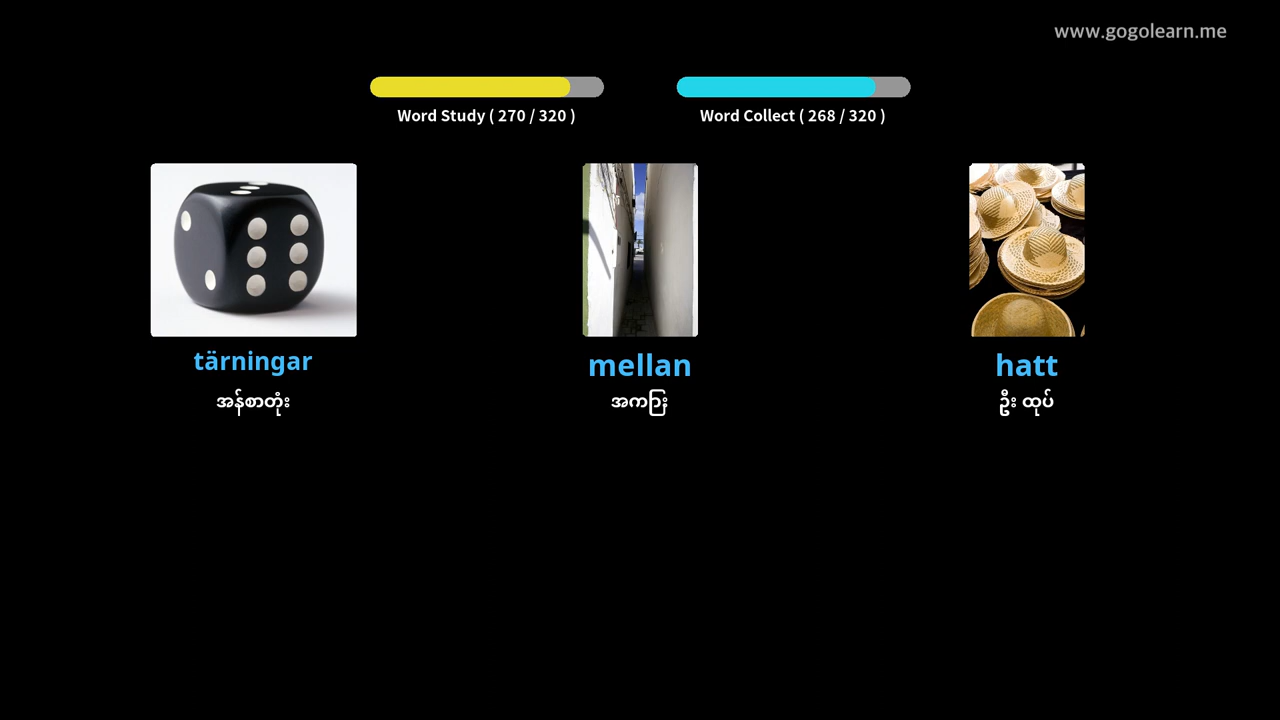 www.gogolearn.me
Word Study ( 270 / 320 )
Word Collect ( 268 / 320 )
tärningar
mellan
hatt
အန်စာတုံး
အကြား
ဦး ထုပ်